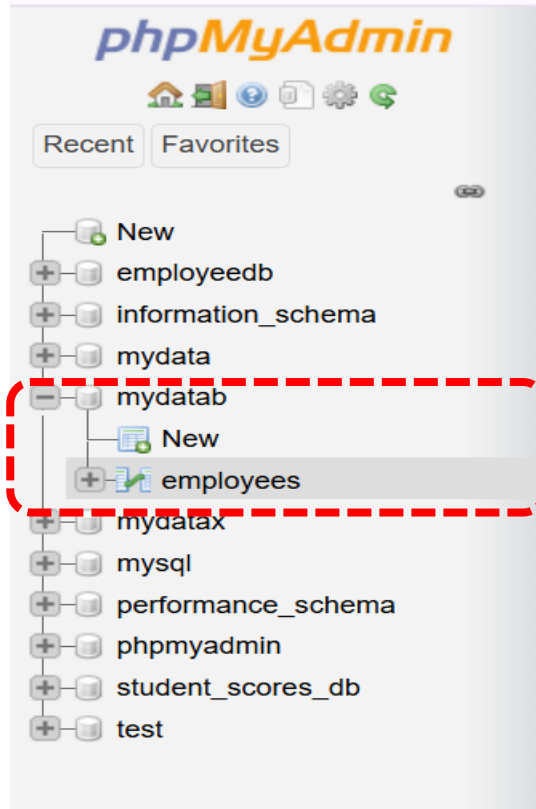 phpMyAdmin
Recent Favorites
New
employeedb
information_schema
mydata
mydatab
New
employees
mydatax
mysql
performance_schema
phpmyadmin
student_scores_db
test